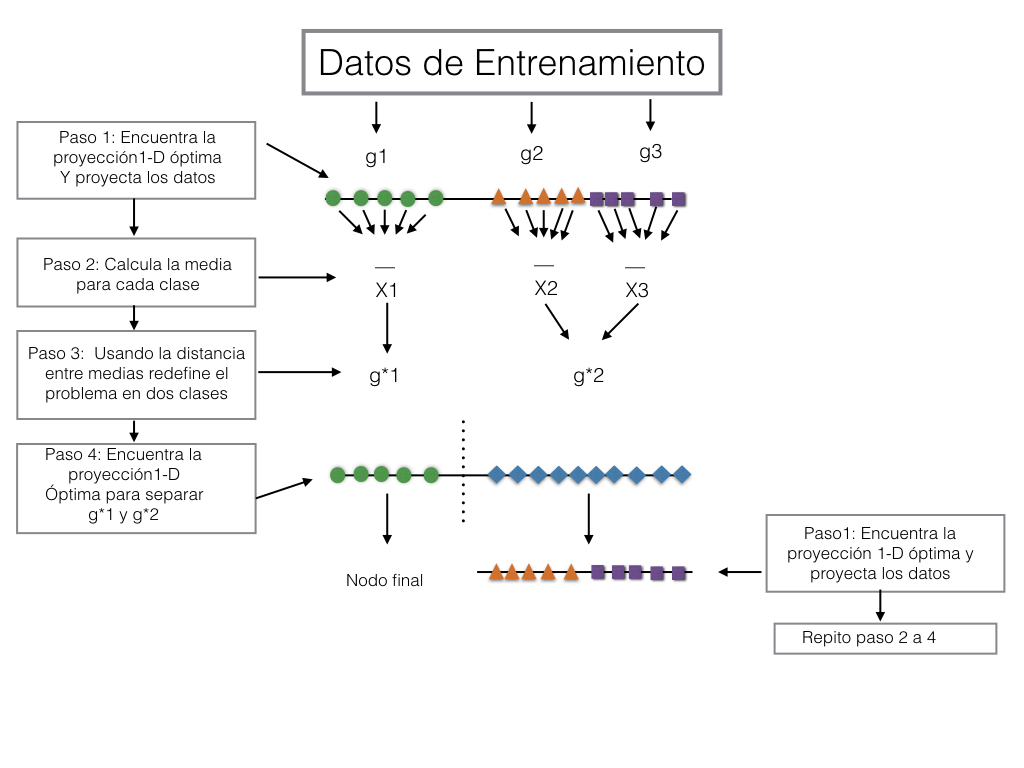 Datos de Entrenamiento
Paso 1: Encuentra la
proyección1-D óptima
Y proyecta los datos
g1
g2
g3
Paso 2: Calcula la media
para cada clase
X1
X2
X3
Paso 3:  Usando la distancia
entre medias redefine el
problema en dos clases
g*1
g*2
Paso 4: Encuentra la
proyección1-D
Óptima para separar
g*1 y g*2
Nodo final
Paso1: Encuentra la
proyección 1-D óptima y
proyecta los datos
Repito paso 2 a 4